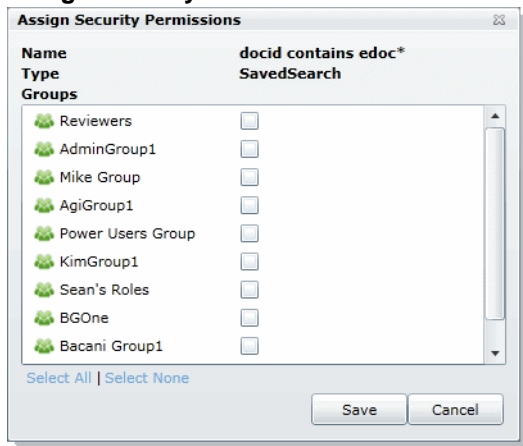 Assign Security Permissions
Name docid contains edoc*
Type SavedSearch
Groups
Reviewers
AdminGroup1
Mike Group
AgiGroup1
Power Users Group
KimGroup1
Sean's Roles
BGOne
Bacani Group1
Select All | Select None
Save Cancel